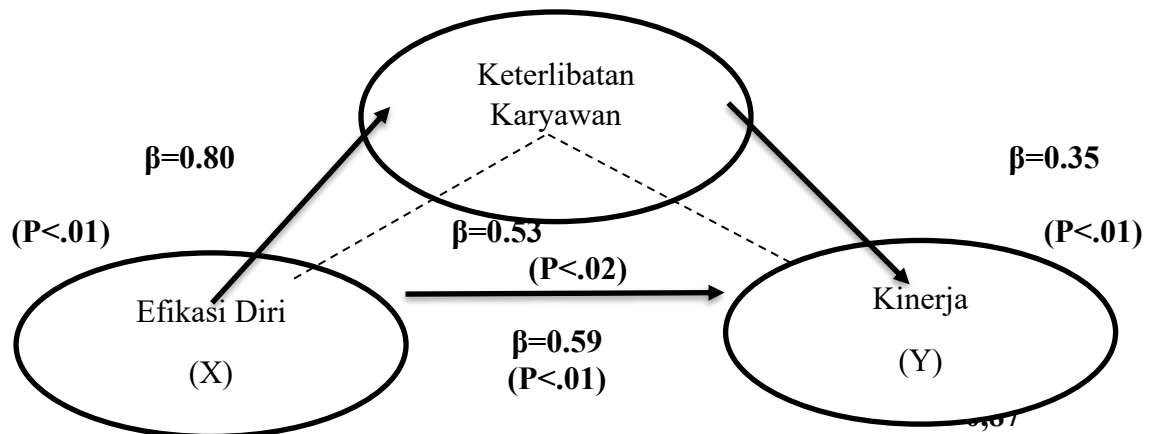 Keterlibatan
Karyawan
β=0.80
β=0.35
(P<.01)
β=0.53
(P<.01)
(P<.02)
Efikasi Diri
Kinerja
β=0.59
(X)
(P<.01)
(Y)